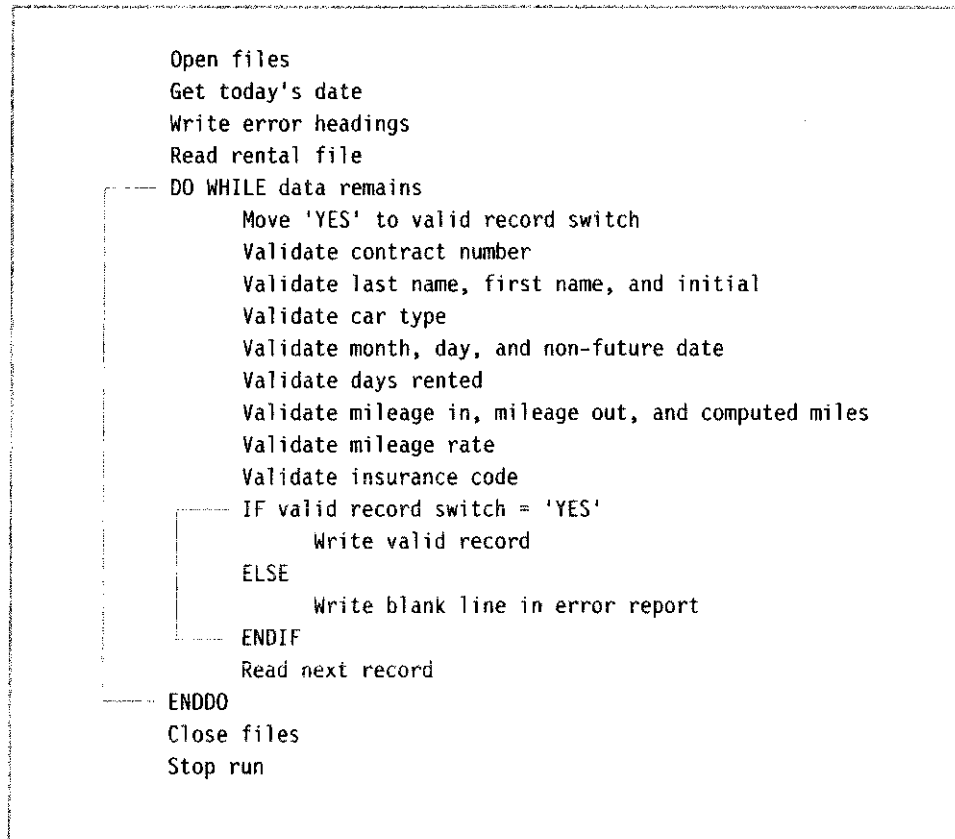 Open files
Get today's date
Write error headings
Read rental file
DO WHILE data remains
Move 'YES' to valid record switch
Validate contract number
Validate last name, first name, and initial
Validate car type
Validate month, day, and non-future date
Validate days rented
Validate mileage in, mileage out, and computed miles
Validate mileage rate
Validate insurance code
IF valid record switch = 'YES'
Write valid record
ELSE
Write blank line in error report
ENDIF
Read next record
ENDDO
Close files
Stop run